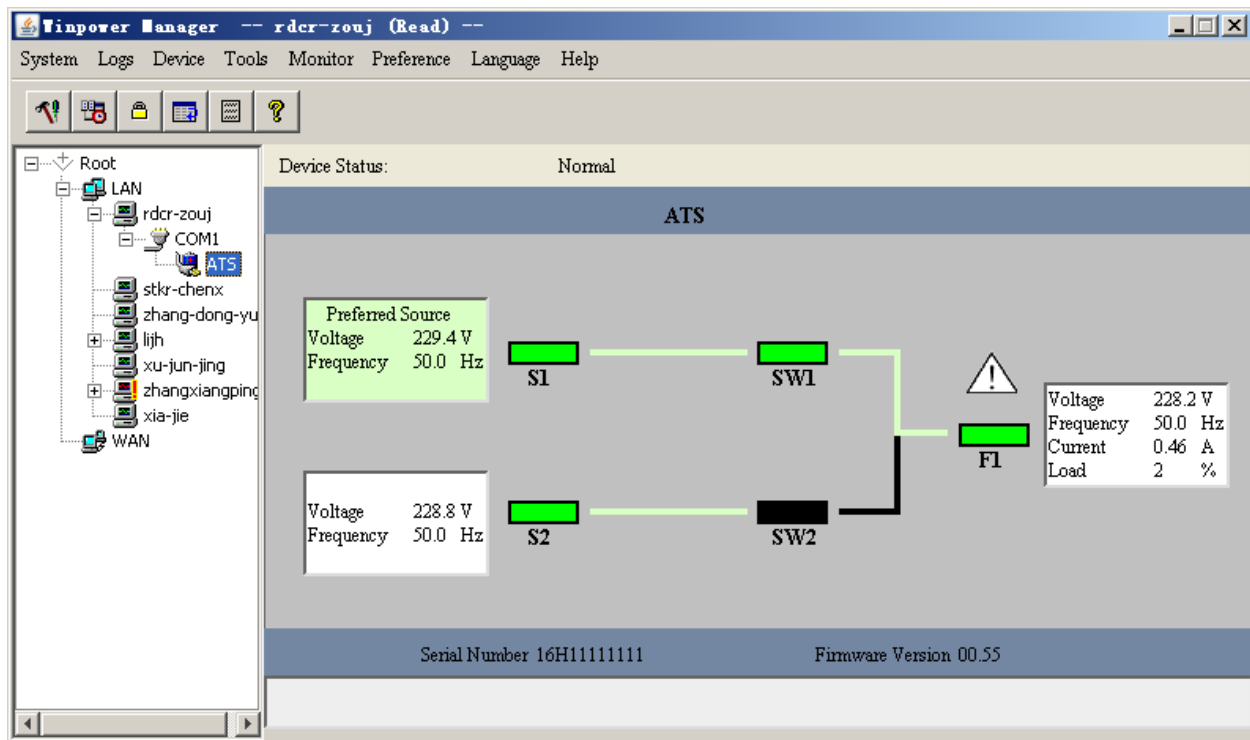 Winpower Manager -- rdcr-zouj (Read) --
System Logs Device Tools Monitor Preference Language Help
Root
LAN
rdcr-zouj
COM1
ATS
stkr-chenx
zhang-dong-yu
lijh
xu-jun-jing
zhangxiangping
xia-jie
WAN
Device Status: Normal
ATS
Preferred Source
Voltage 229.4 V
Frequency 50.0 Hz
S1
SW1
Voltage 228.8 V
Frequency 50.0 Hz
S2
SW2
F1
Voltage 228.2 V
Frequency 50.0 Hz
Current 0.46 A
Load 2 %
Serial Number 16H11111111 Firmware Version 00.55